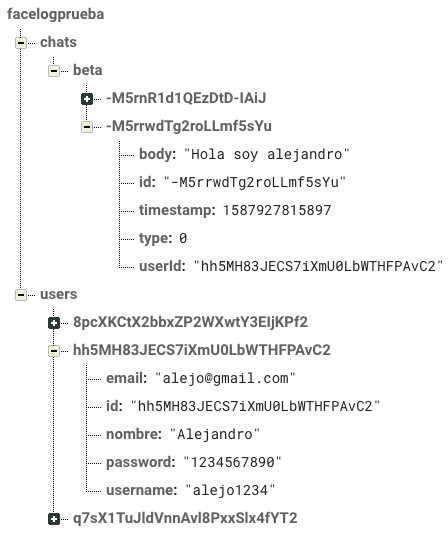 facelogprueba
chats
beta
-M5rnR1d1QEzDtD-IAiJ
-M5rrwdTg2roLLmf5sYu
body: "Hola soy alejandro"
id: "-M5rrwdTg2roLLmf5sYu"
timestamp: 1587927815897
type: 0
userId: "hh5MH83JECS7iXmU0LbWTHFPAvC2"
users
8pcXKCtX2bbxZP2WXwtY3EIjKPf2
hh5MH83JECS7iXmU0LbWTHFPAvC2
email: "alejo@gmail.com"
id: "hh5MH83JECS7iXmU0LbWTHFPAvC2"
nombre: "Alejandro"
password: "1234567890"
username: "alejo1234"
q7sX1TuJldVnnAvl8PxxSlx4fYT2